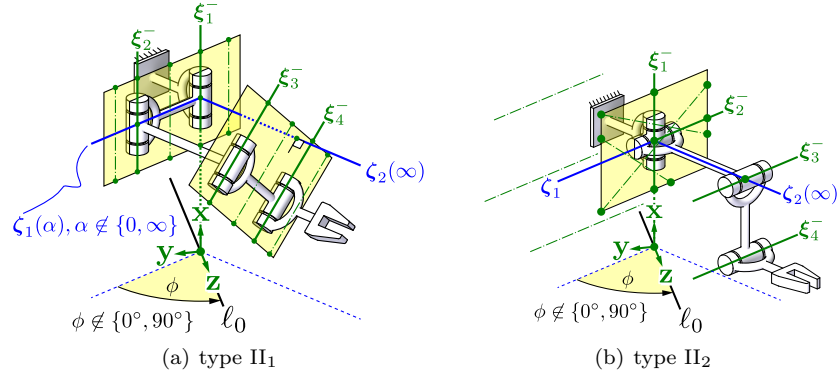 ξ₁⁻
ξ₂⁻
ξ₃⁻
ξ₄⁻
ζ₂(∞)
ζ₁(α), α ∉ {0, ∞}
x
y
z
ϕ
ℓ₀
ϕ ∉ {0°, 90°}
(a) type II₁
ξ₁⁻
ξ₂⁻
ξ₃⁻
ζ₁
ζ₂(∞)
ξ₄⁻
x
y
z
ϕ
ℓ₀
ϕ ∉ {0°, 90°}
(b) type II₂